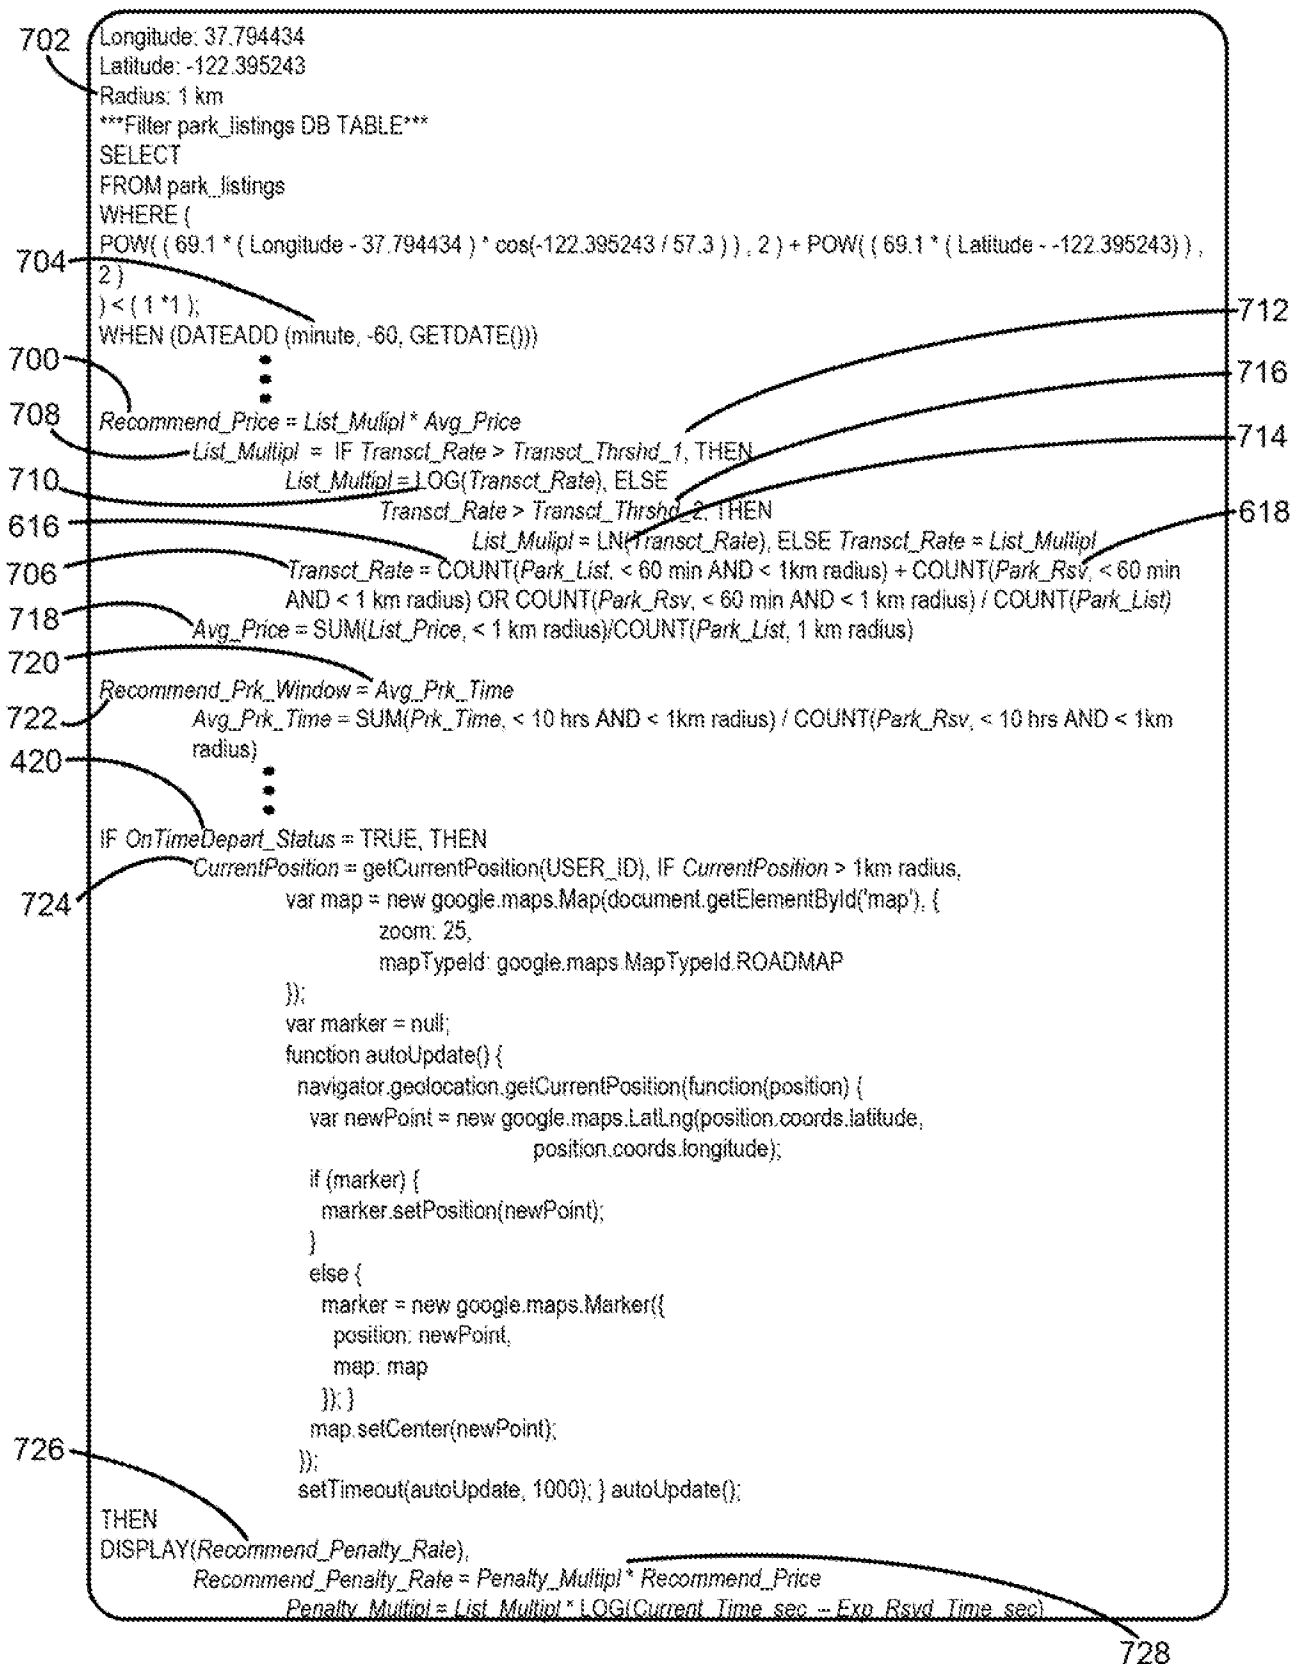 702
Longitude: 37.794434
Latitude: -122.395243
Radius: 1 km
***Filter park_listings DB TABLE***
SELECT
FROM park_listings
WHERE (
POW( ( 69.1 * ( Longitude - 37.794434 ) * cos(-122.395243 / 57.3 ) ) , 2 ) + POW( ( 69.1 * ( Latitude - -122.395243) ) ,
704
2 )
) < ( 1 *1 );
712
WHEN (DATEADD (minute, -60, GETDATE()))
700
716
708
Recommend_Price = List_Mulipl * Avg_Price
714
List_Multipl = IF Transct_Rate > Transct_Thrshd_1, THEN
710
List_Multipl = LOG(Transct_Rate), ELSE
Transct_Rate > Transct_Thrshd_2, THEN
618
616
List_Mulipl = LN(Transct_Rate), ELSE Transct_Rate = List_Multipl
706
Transct_Rate = COUNT(Park_List, < 60 min AND < 1km radius) + COUNT(Park_Rsv, < 60 min
AND < 1 km radius) OR COUNT(Park_Rsv, < 60 min AND < 1 km radius) / COUNT(Park_List)
718
Avg_Price = SUM(List_Price, < 1 km radius)/COUNT(Park_List, 1 km radius)
720
Recommend_Prk_Window = Avg_Prk_Time
722
Avg_Prk_Time = SUM(Prk_Time, < 10 hrs AND < 1km radius) / COUNT(Park_Rsv, < 10 hrs AND < 1km
radius)
420
IF OnTimeDepart_Status = TRUE, THEN
CurrentPosition = getCurrentPosition(USER_ID), IF CurrentPosition > 1km radius,
724
var map = new google.maps.Map(document.getElementById('map'), {
zoom: 25,
mapTypeId: google.maps.MapTypeId.ROADMAP
});
var marker = null;
function autoUpdate() {
navigator.geolocation.getCurrentPosition(function(position) {
var newPoint = new google.maps.LatLng(position.coords.latitude,
position.coords.longitude);
if (marker) {
marker.setPosition(newPoint);
}
else {
marker = new google.maps.Marker({
position: newPoint,
map: map
}); }
map.setCenter(newPoint);
726
});
setTimeout(autoUpdate, 1000); } autoUpdate();
THEN
DISPLAY(Recommend_Penalty_Rate),
Recommend_Penalty_Rate = Penalty_Multipl * Recommend_Price
Penalty_Multipl = List_Multipl * LOG(Current_Time_sec – Exp_Rsvd_Time_sec)
728